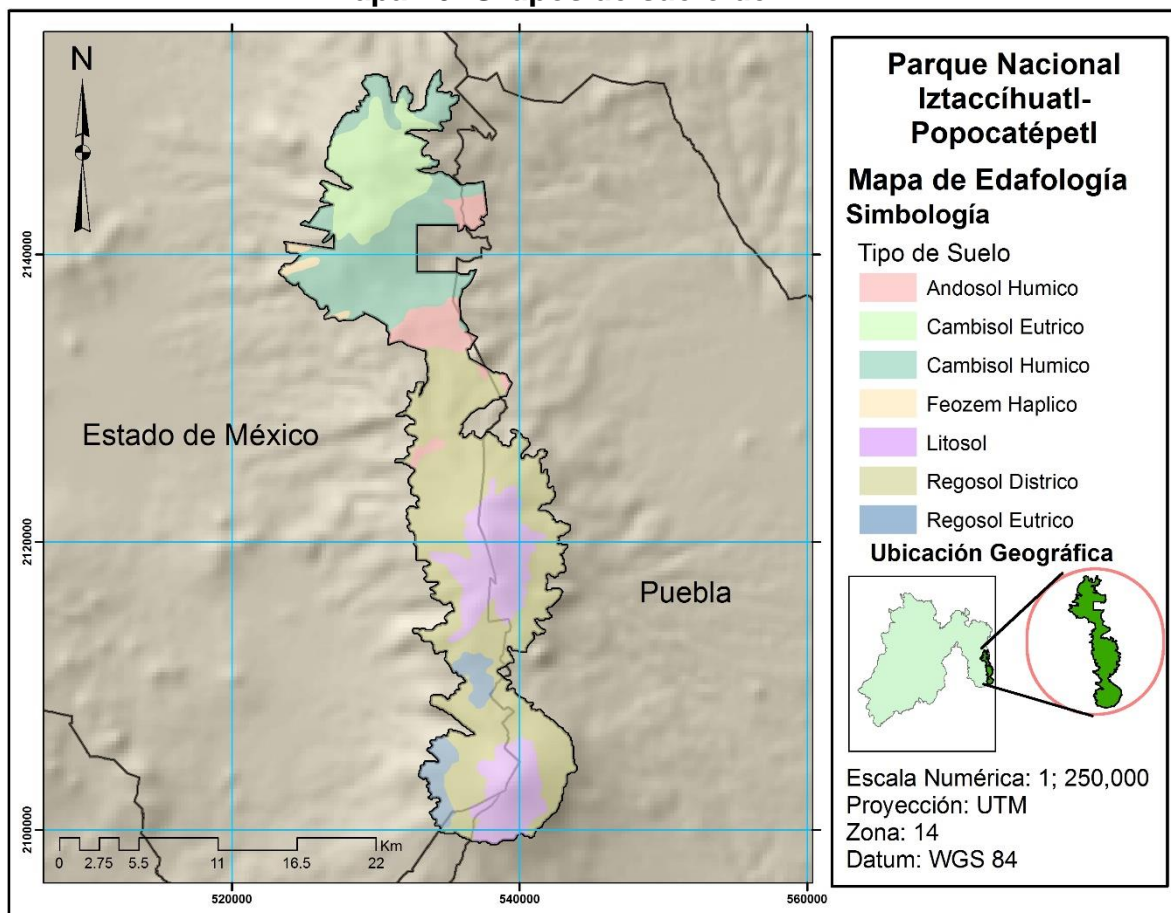 N
Estado de México
Puebla
2140000
2120000
2100000
520000
540000
560000
Km
0 2.75 5.5 11 16.5 22
Parque Nacional
Iztaccíhuatl-
Popocatépetl
Mapa de Edafología
Simbología
Tipo de Suelo
Andosol Humico
Cambisol Eutrico
Cambisol Humico
Feozem Haplico
Litosol
Regosol Districo
Regosol Eutrico
Ubicación Geográfica
Escala Numérica: 1; 250,000
Proyección: UTM
Zona: 14
Datum: WGS 84